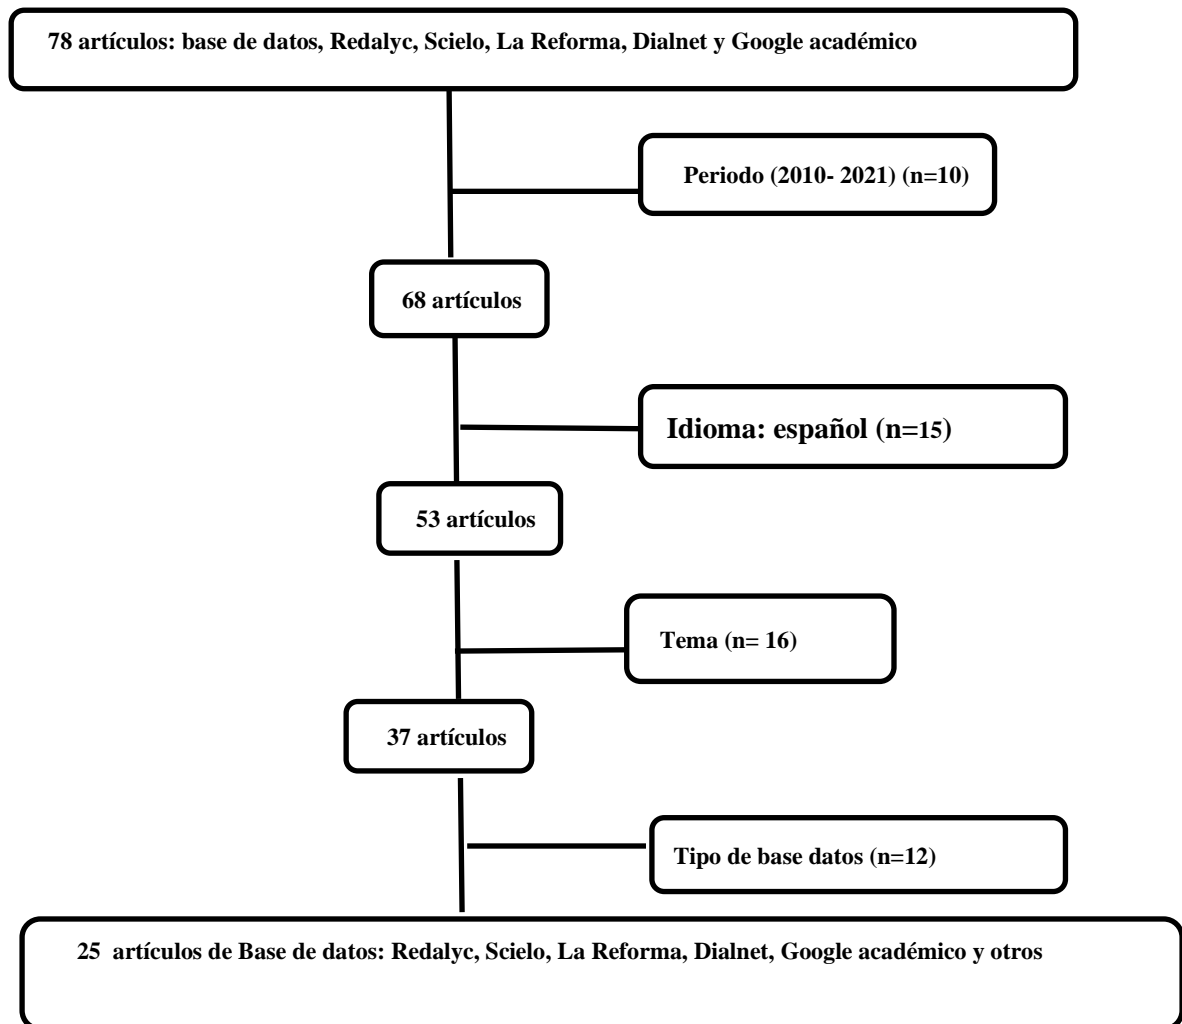 78 artículos: base de datos, Redalyc, Scielo, La Reforma, Dialnet y Google académico
Periodo (2010- 2021) (n=10)
68 artículos
Idioma: español (n=15)
53 artículos
Tema (n= 16)
37 artículos
Tipo de base datos (n=12)
25 artículos de Base de datos: Redalyc, Scielo, La Reforma, Dialnet, Google académico y otros